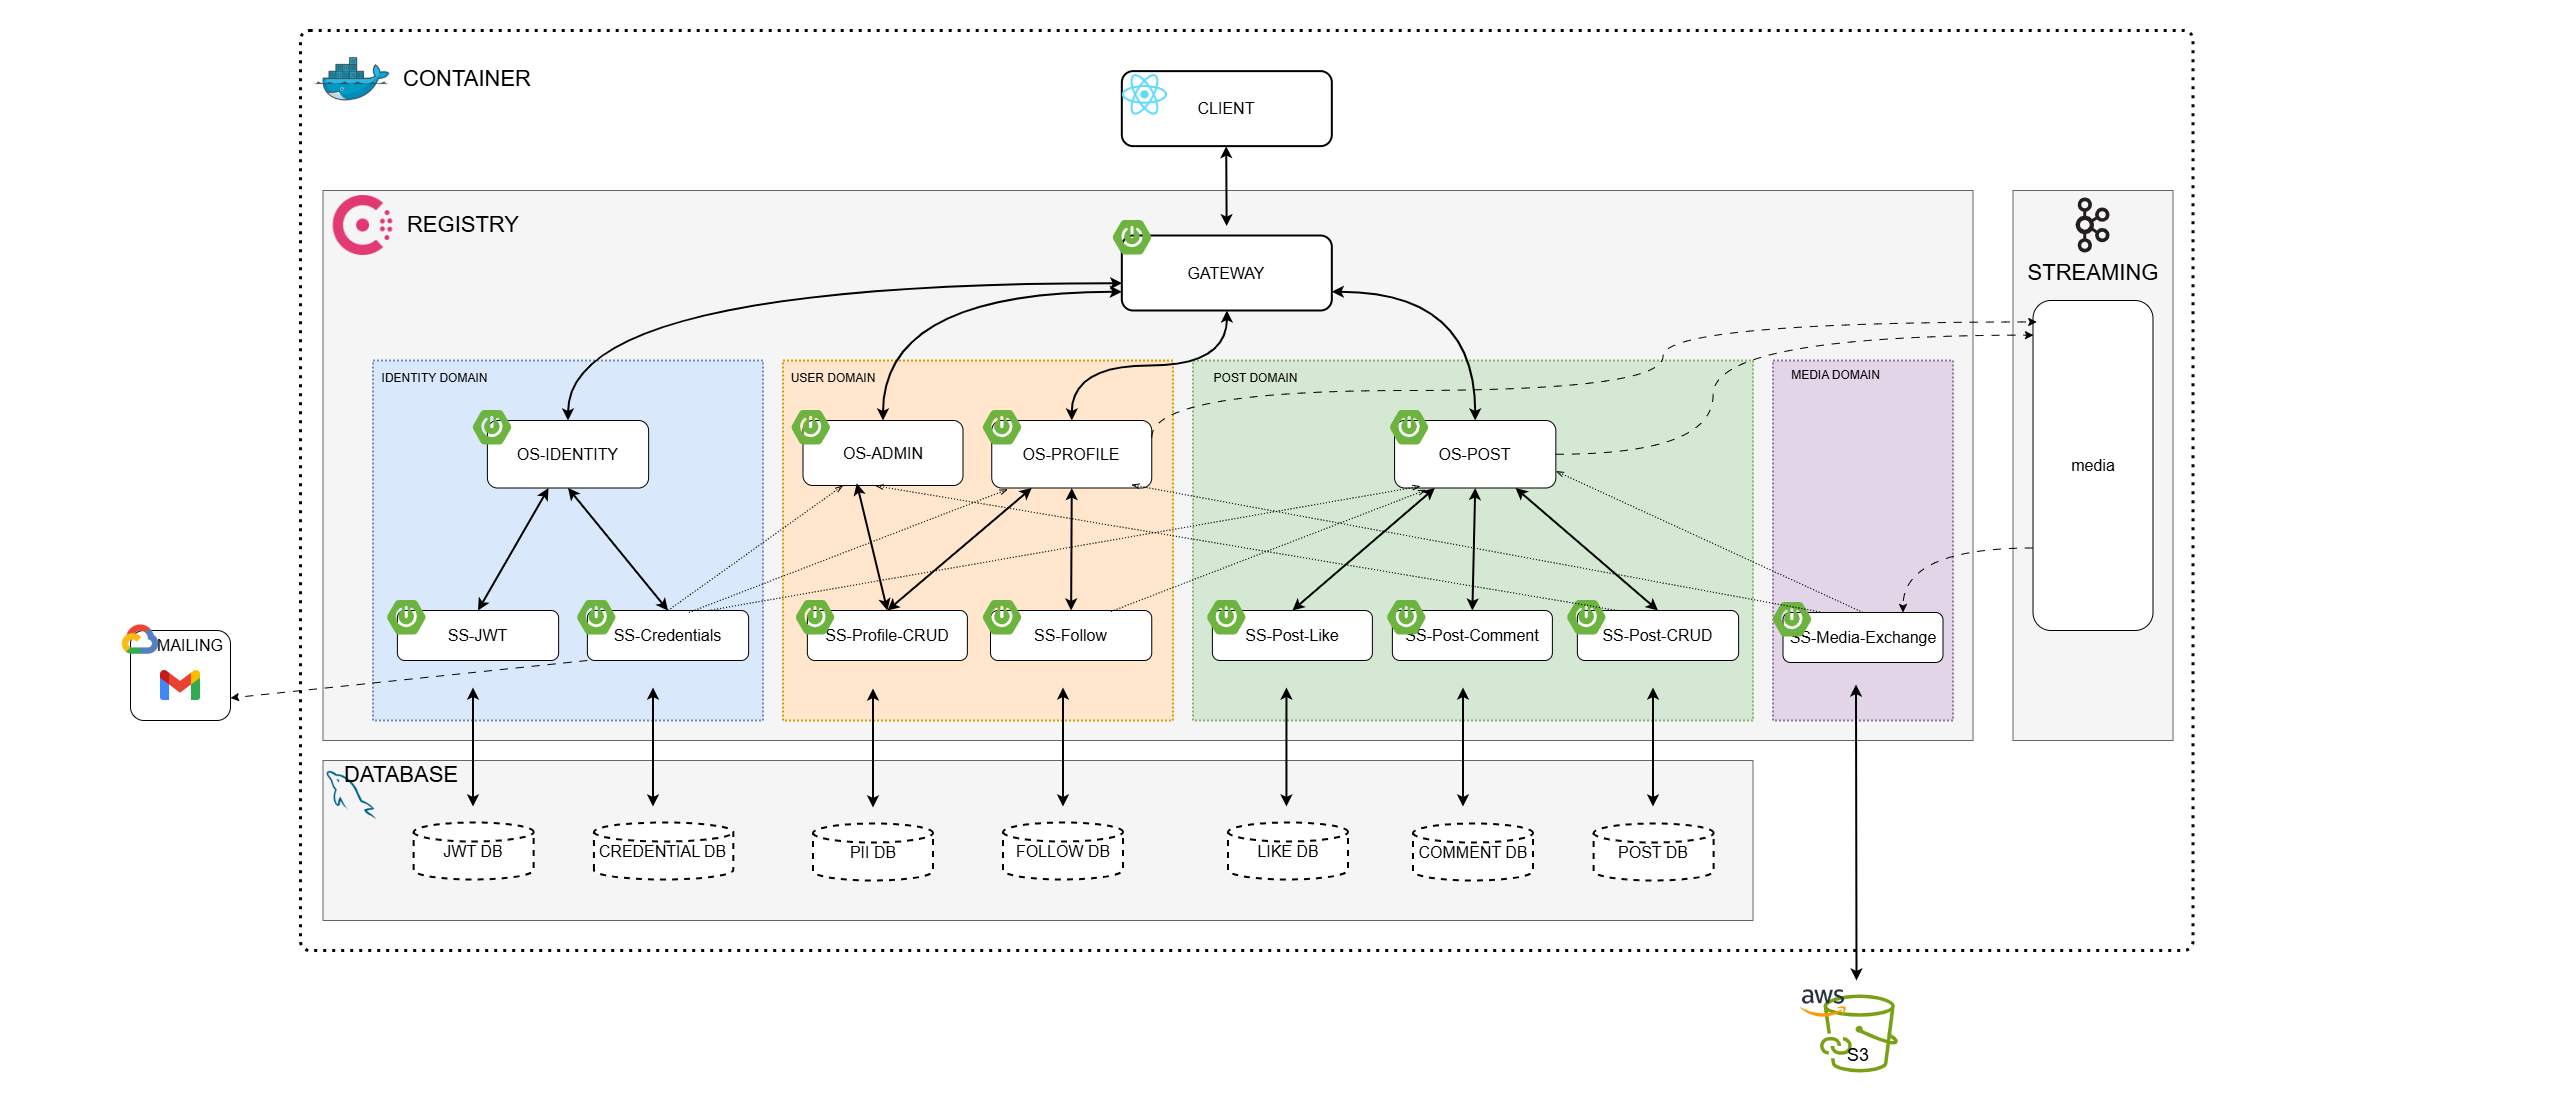 CONTAINER
CLIENT
REGISTRY
GATEWAY
STREAMING
IDENTITY DOMAIN
USER DOMAIN
POST DOMAIN
MEDIA DOMAIN
OS-IDENTITY
OS-ADMIN
OS-PROFILE
OS-POST
media
SS-JWT
SS-Credentials
SS-Profile-CRUD
SS-Follow
SS-Post-Like
SS-Post-Comment
SS-Post-CRUD
SS-Media-Exchange
MAILING
DATABASE
JWT DB
CREDENTIAL DB
PII DB
FOLLOW DB
LIKE DB
COMMENT DB
POST DB
aws
S3